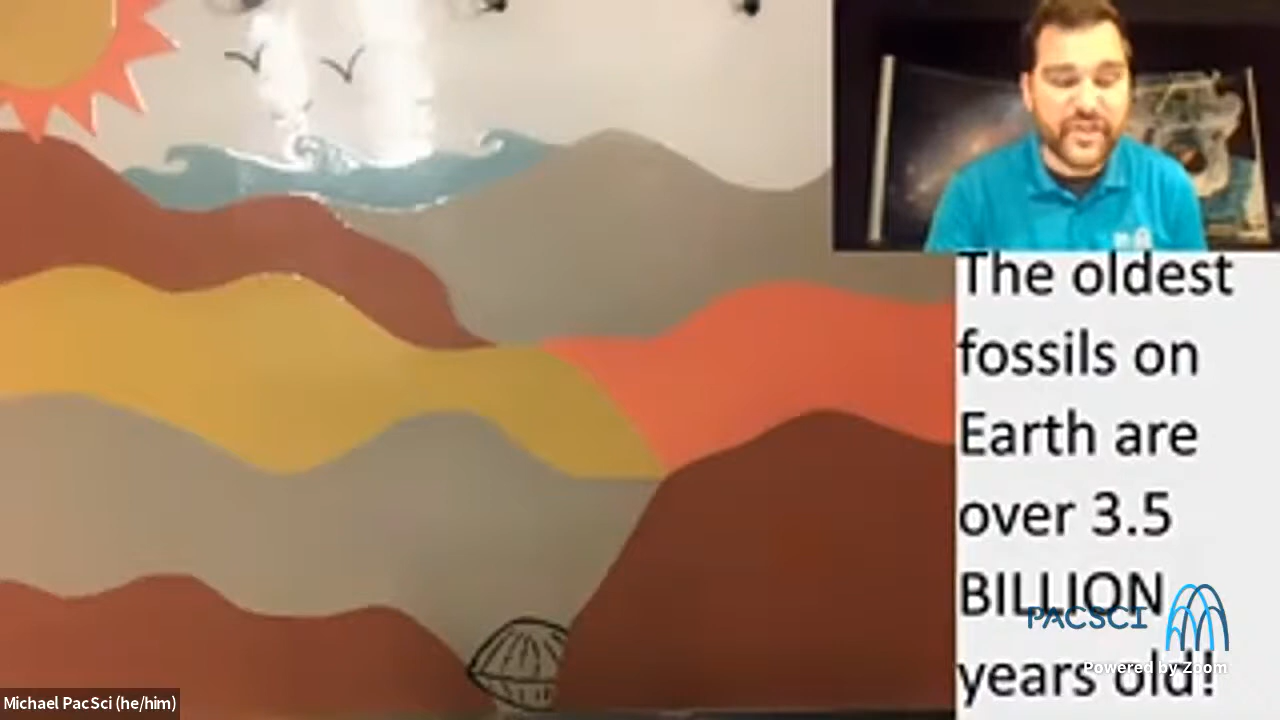 The oldest
fossils on
Earth are
over 3.5
BILLION
PACSCI
years old!
Powered by Zoom
Michael PacSci (he/him)